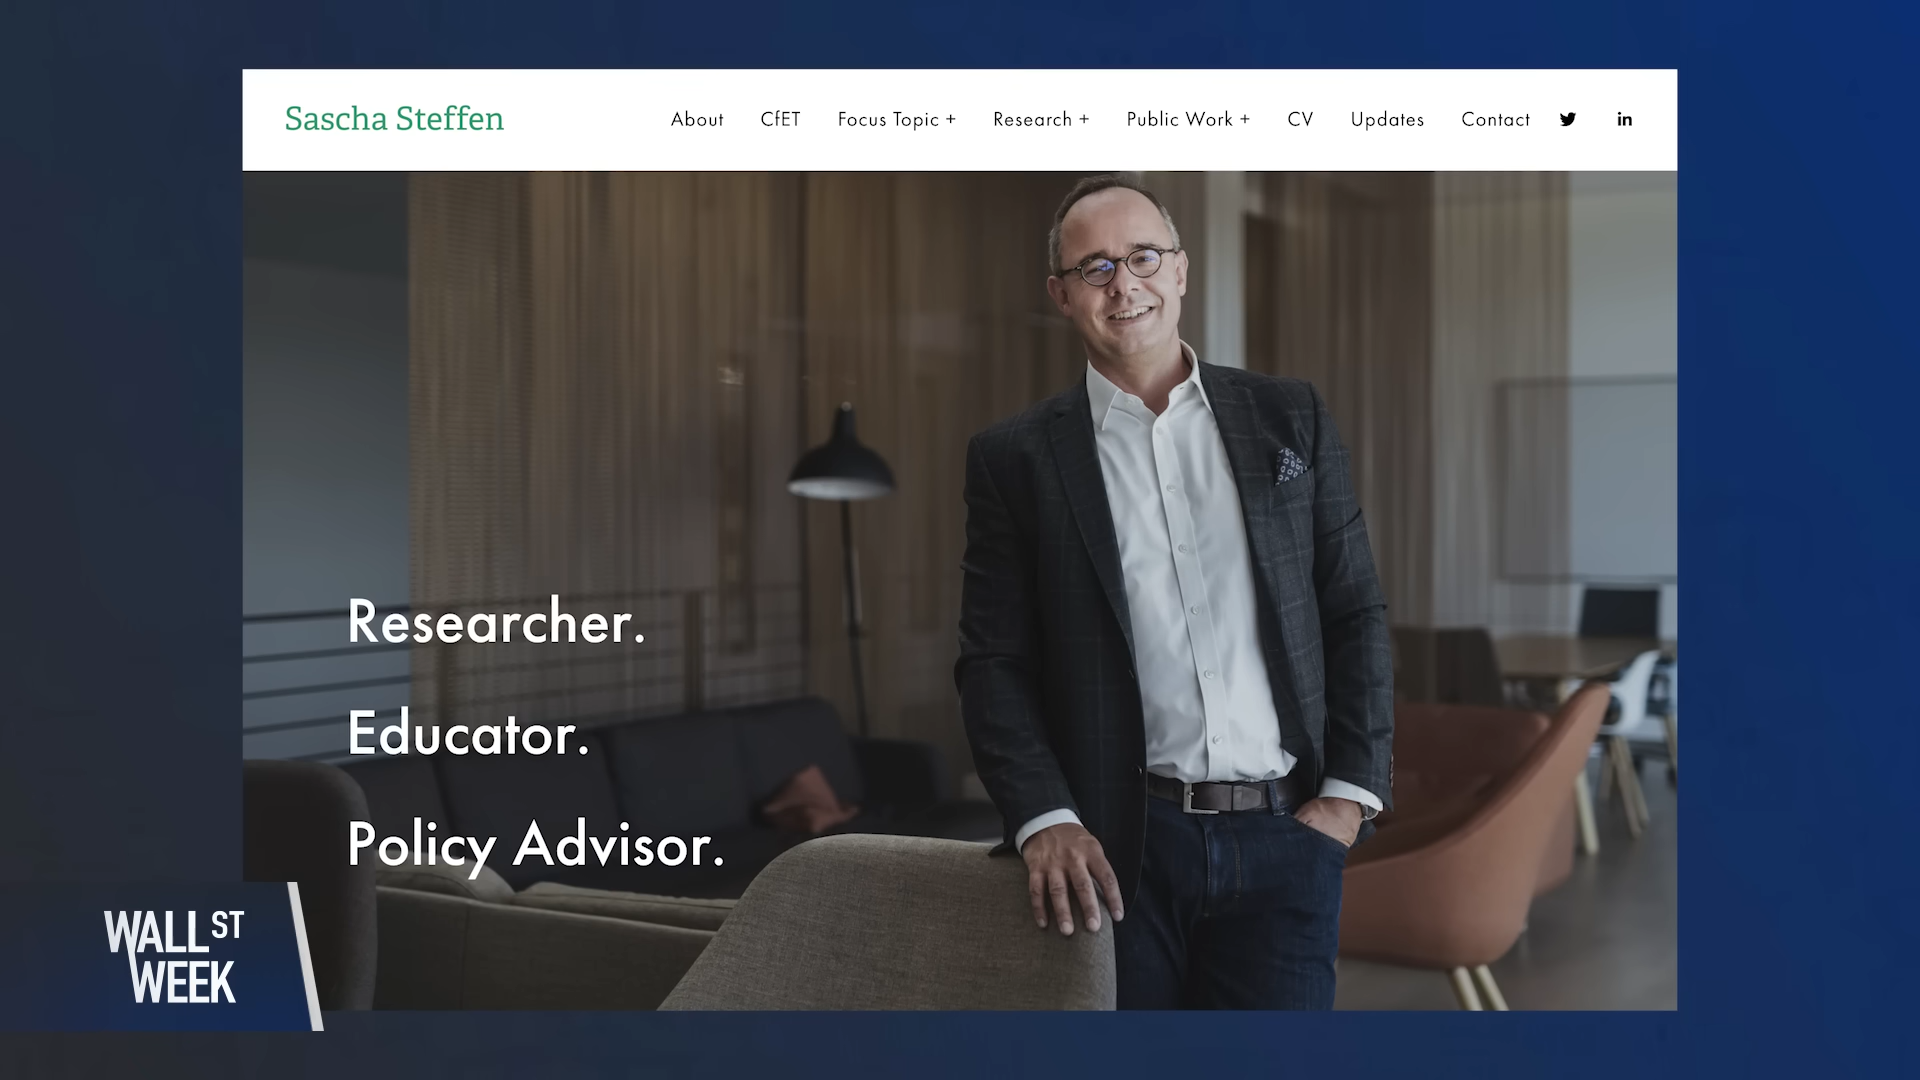 Sascha Steffen
About CfET Focus Topic + Research + Public Work + CV Updates Contact in
Researcher.
Educator.
Policy Advisor.
WALL ST
WEEK